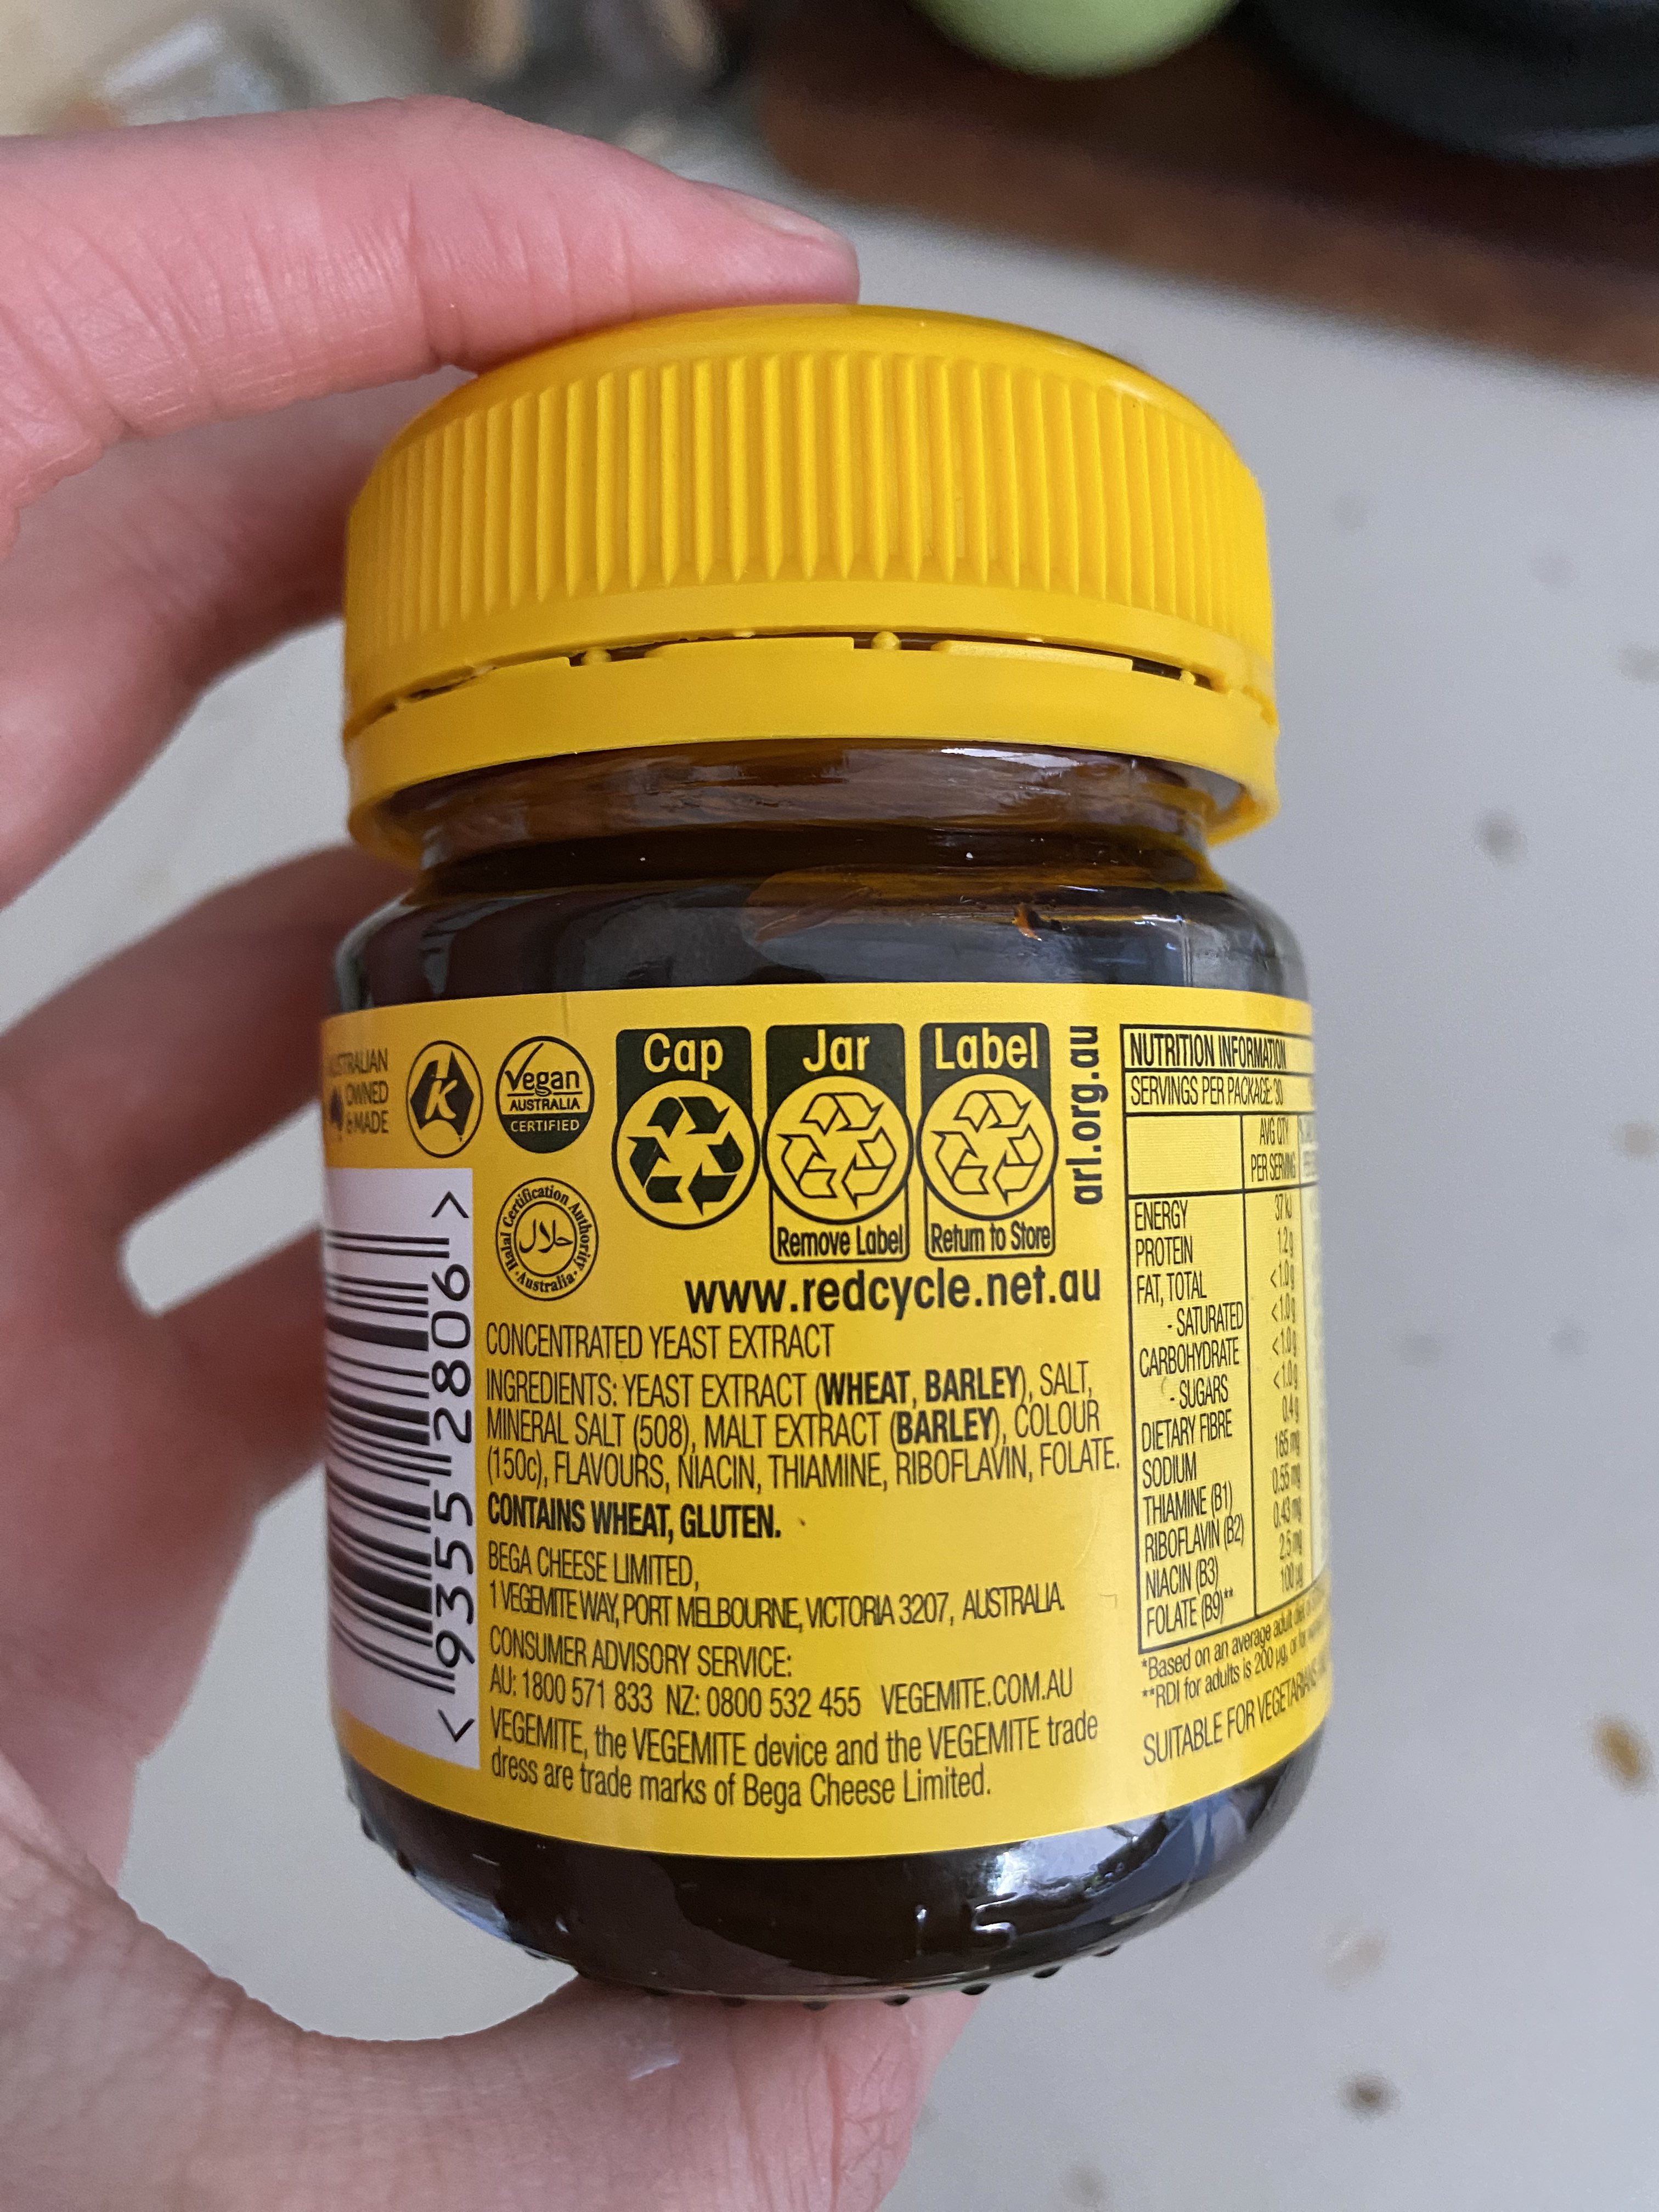 AUSTRALIAN
OWNED
& MADE
K
Vegan
AUSTRALIA
CERTIFIED
Halal Certification Authority
حلال
· Australia ·
Cap
Jar
Label
Remove Label
Return to Store
arl.org.au
www.redcycle.net.au
CONCENTRATED YEAST EXTRACT
INGREDIENTS: YEAST EXTRACT (WHEAT, BARLEY), SALT,
MINERAL SALT (508), MALT EXTRACT (BARLEY), COLOUR
(150c), FLAVOURS, NIACIN, THIAMINE, RIBOFLAVIN, FOLATE.
CONTAINS WHEAT, GLUTEN.
BEGA CHEESE LIMITED,
1 VEGEMITE WAY, PORT MELBOURNE, VICTORIA 3207, AUSTRALIA.
CONSUMER ADVISORY SERVICE:
AU: 1800 571 833 NZ: 0800 532 455 VEGEMITE.COM.AU
VEGEMITE, the VEGEMITE device and the VEGEMITE trade
dress are trade marks of Bega Cheese Limited.
< 9355512806 >
NUTRITION INFORMATION
SERVINGS PER PACKAGE: 30
AVG QTY
PER SERVING
ENERGY 37 kJ
PROTEIN 1.2 g
FAT, TOTAL <1.0 g
- SATURATED <1.0 g
CARBOHYDRATE <1.0 g
- SUGARS <1.0 g
DIETARY FIBRE 0.4 g
SODIUM 165 mg
THIAMINE (B1) 0.55 mg
RIBOFLAVIN (B2) 0.43 mg
NIACIN (B3) 2.5 mg
FOLATE (B9)** 100 µg
*Based on an average adult diet
**RDI for adults is 200 µg, or for
SUITABLE FOR VEGETARIANS